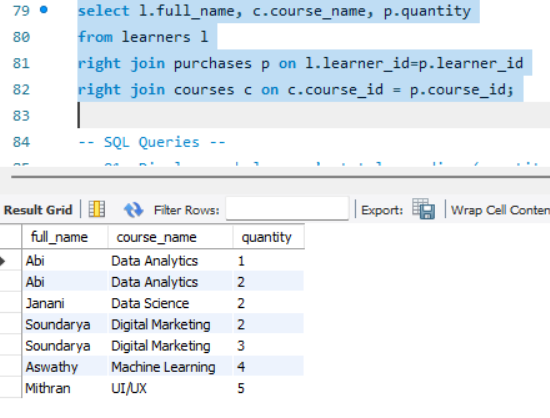 79 select l.full_name, c.course_name, p.quantity
80 from learners l
81 right join purchases p on l.learner_id=p.learner_id
82 right join courses c on c.course_id = p.course_id;
83
84 -- SQL Queries --
Result Grid Filter Rows: Export: Wrap Cell Conten
full_name course_name quantity
Abi Data Analytics 1
Abi Data Analytics 2
Janani Data Science 2
Soundarya Digital Marketing 2
Soundarya Digital Marketing 3
Aswathy Machine Learning 4
Mithran UI/UX 5